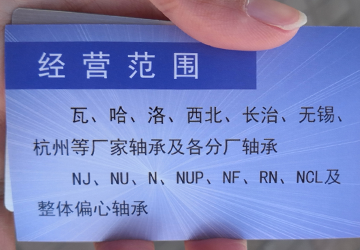 经营范围
瓦、哈、洛、西北、长治、无锡、
杭州等厂家轴承及各分厂轴承
NJ、NU、N、NUP、NF、RN、NCL及
整体偏心轴承